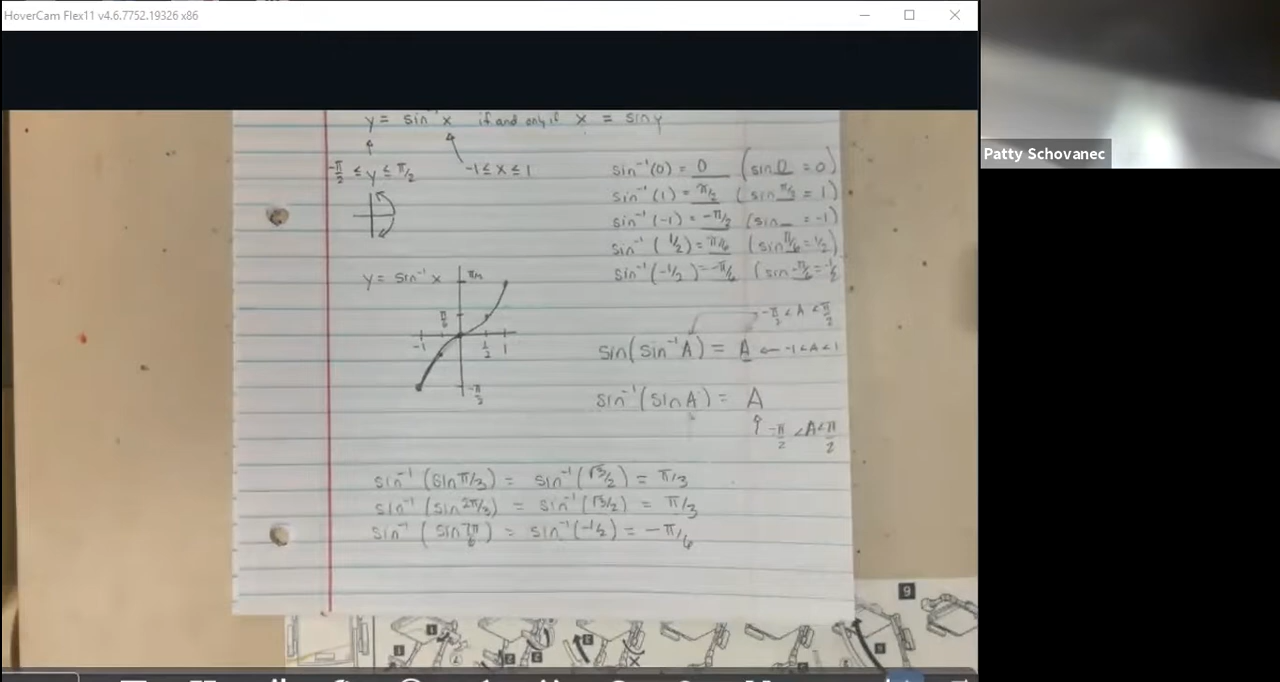 HoverCam Flex11 v4.6.7752.19326 x86
Patty Schovanec
y = sin⁻¹ x if and only if x = sin y
-π/2 ≤ y ≤ π/2
-1 ≤ x ≤ 1
sin⁻¹(0) = 0 (sin 0 = 0)
sin⁻¹(1) = π/2 (sin π/2 = 1)
sin⁻¹(-1) = -π/2 (sin _ = -1)
sin⁻¹(1/2) = π/6 (sin π/6 = 1/2)
sin⁻¹(-1/2) = -π/6 (sin -π/6 = -1/2
y = sin⁻¹ x
π/2
π/6
-1 1/2 1
-π/2
-π/2 < A < π/2
sin(sin⁻¹A) = A ← -1 < A < 1
sin⁻¹(sin A) = A
-π/2 < A < π/2
sin⁻¹(sin π/3) = sin⁻¹(√3/2) = π/3
sin⁻¹(sin 2π/3) = sin⁻¹(√3/2) = π/3
sin⁻¹(sin 7π/6) = sin⁻¹(-1/2) = -π/6
9